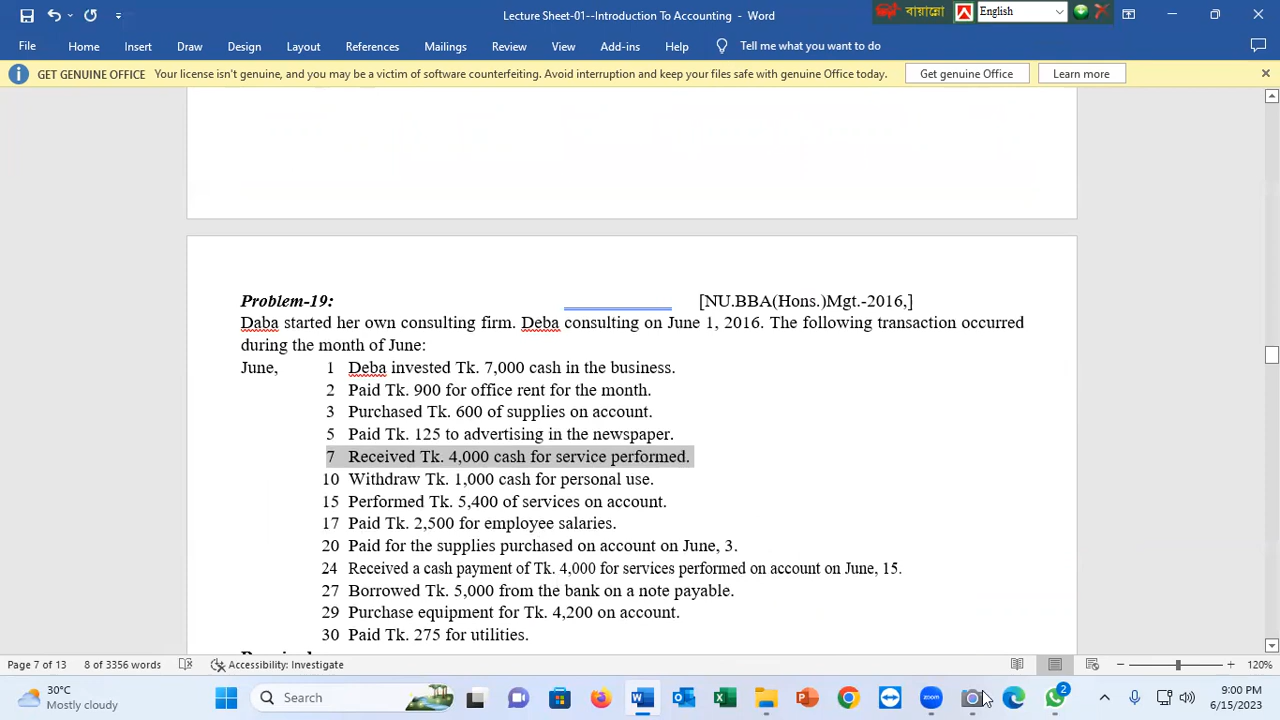 Lecture Sheet-01--Introduction To Accounting - Word
বায়ান্নো
English
File Home Insert Draw Design Layout References Mailings Review View Add-ins Help Tell me what you want to do
GET GENUINE OFFICE Your license isn't genuine, and you may be a victim of software counterfeiting. Avoid interruption and keep your files safe with genuine Office today. Get genuine Office Learn more
Problem-19: [NU.BBA(Hons.)Mgt.-2016,]
Daba started her own consulting firm. Deba consulting on June 1, 2016. The following transaction occurred
during the month of June:
June, 1 Deba invested Tk. 7,000 cash in the business.
2 Paid Tk. 900 for office rent for the month.
3 Purchased Tk. 600 of supplies on account.
5 Paid Tk. 125 to advertising in the newspaper.
7 Received Tk. 4,000 cash for service performed.
10 Withdraw Tk. 1,000 cash for personal use.
15 Performed Tk. 5,400 of services on account.
17 Paid Tk. 2,500 for employee salaries.
20 Paid for the supplies purchased on account on June, 3.
24 Received a cash payment of Tk. 4,000 for services performed on account on June, 15.
27 Borrowed Tk. 5,000 from the bank on a note payable.
29 Purchase equipment for Tk. 4,200 on account.
30 Paid Tk. 275 for utilities.
Page 7 of 13 8 of 3356 words Accessibility: Investigate 120%
30°C
Mostly cloudy
Search
zoom
2
9:00 PM
6/15/2023